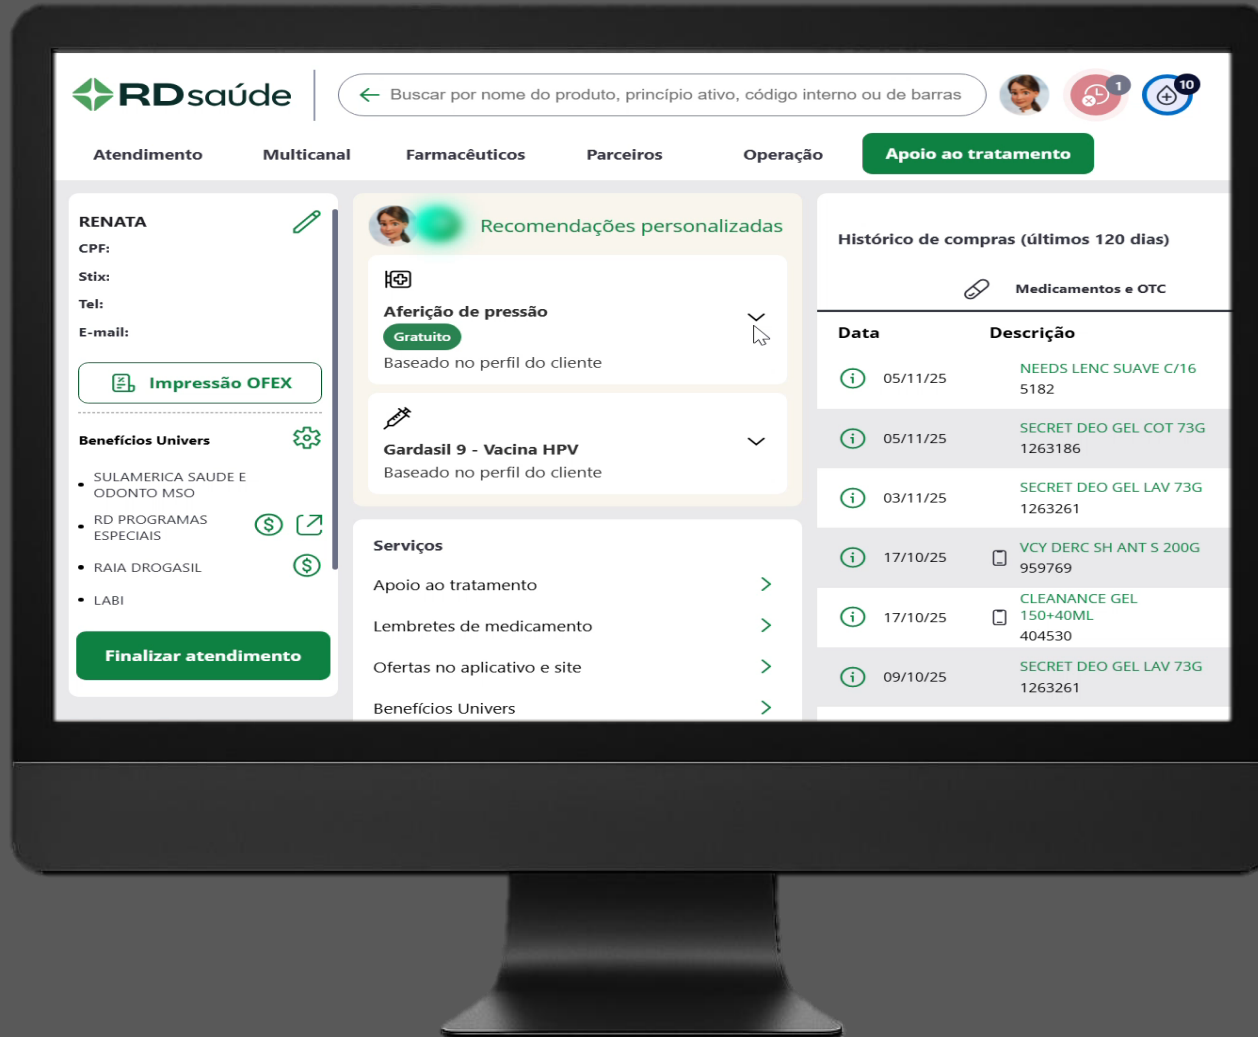 RDsaúde
Buscar por nome do produto, princípio ativo, código interno ou de barras
1
10
Atendimento
Multicanal
Farmacêuticos
Parceiros
Operação
Apoio ao tratamento
RENATA
CPF:
Stix:
Tel:
E-mail:
Impressão OFEX
Benefícios Univers
SULAMERICA SAUDE E
ODONTO MSO
RD PROGRAMAS
ESPECIAIS
RAIA DROGASIL
LABI
Finalizar atendimento
Recomendações personalizadas
Aferição de pressão
Gratuito
Baseado no perfil do cliente
Gardasil 9 - Vacina HPV
Baseado no perfil do cliente
Serviços
Apoio ao tratamento
Lembretes de medicamento
Ofertas no aplicativo e site
Benefícios Univers
Histórico de compras (últimos 120 dias)
Medicamentos e OTC
Data Descrição
05/11/25 NEEDS LENC SUAVE C/16
5182
05/11/25 SECRET DEO GEL COT 73G
1263186
03/11/25 SECRET DEO GEL LAV 73G
1263261
17/10/25 VCY DERC SH ANT S 200G
959769
CLEANANCE GEL
17/10/25 150+40ML
404530
09/10/25 SECRET DEO GEL LAV 73G
1263261